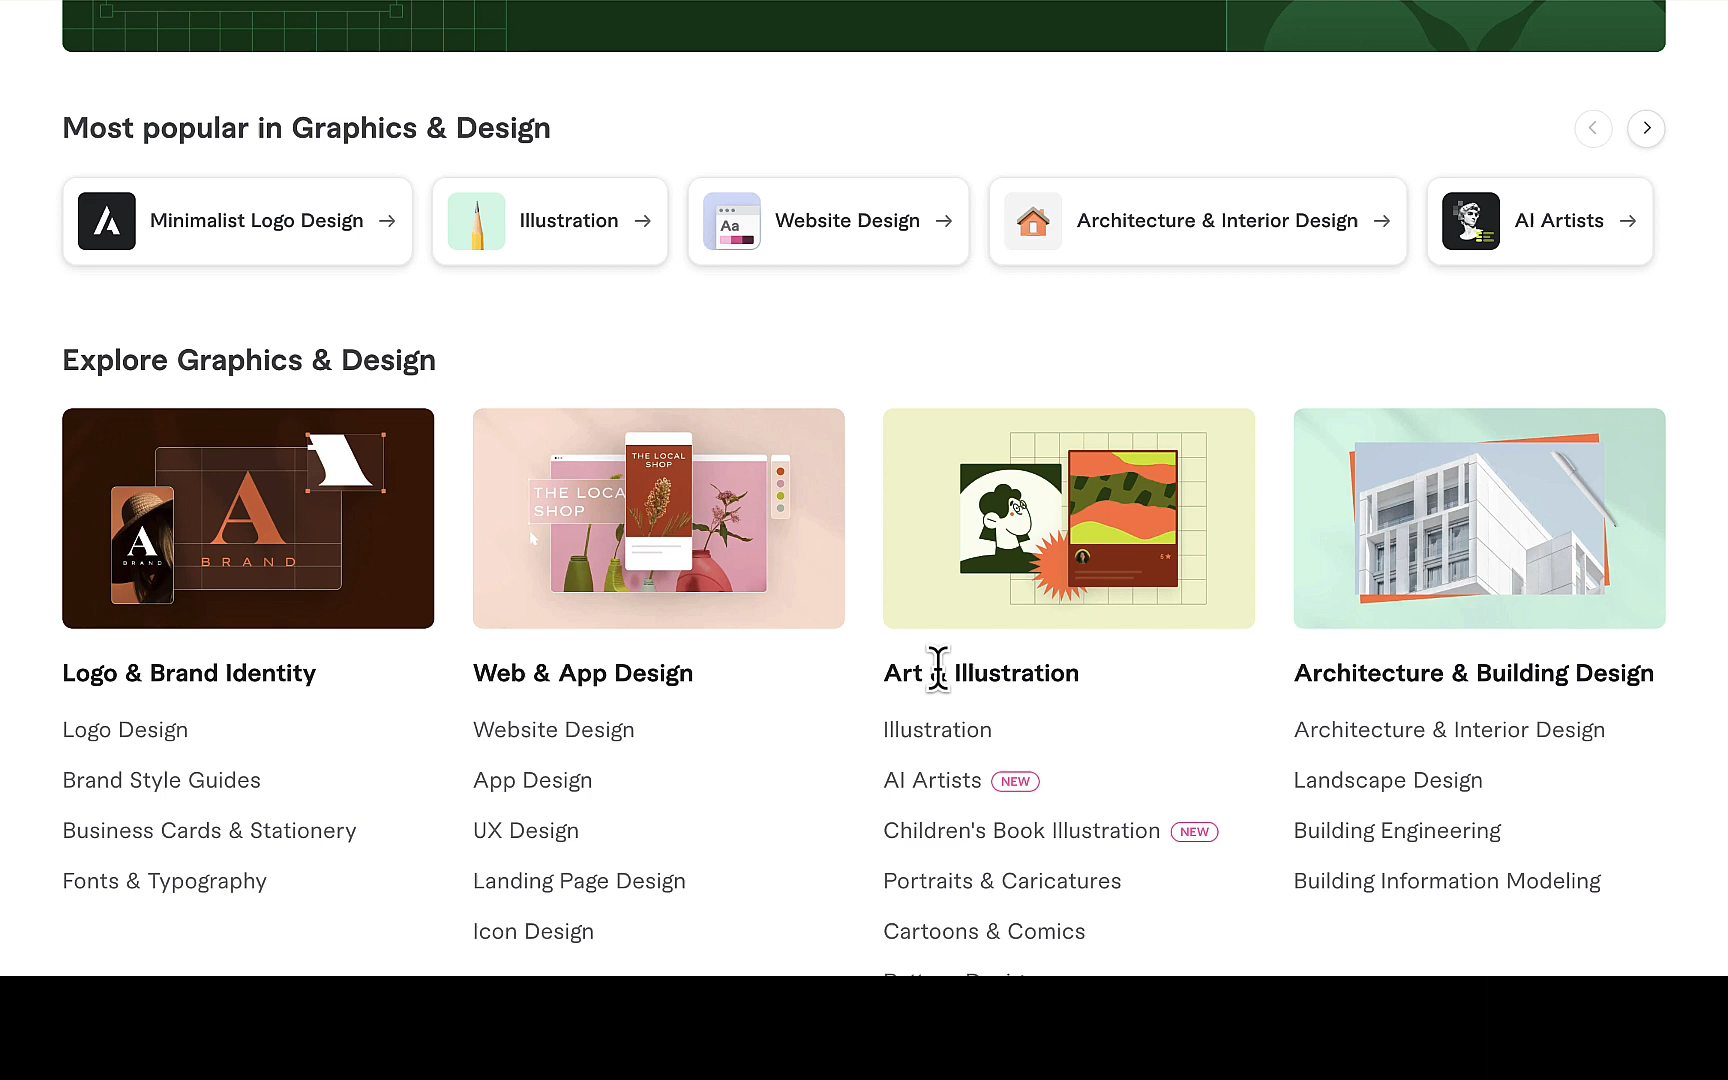 Most popular in Graphics & Design
Minimalist Logo Design
Illustration
Website Design
Architecture & Interior Design
AI Artists
Aa
Explore Graphics & Design
A
BRAND
A
BRAND
THE LOCAL
SHOP
THE LOCA
SHOP
6★
Logo & Brand Identity
Web & App Design
Art & Illustration
Architecture & Building Design
Logo Design
Brand Style Guides
Business Cards & Stationery
Fonts & Typography
Website Design
App Design
UX Design
Landing Page Design
Icon Design
Illustration
AI Artists NEW
Children's Book Illustration NEW
Portraits & Caricatures
Cartoons & Comics
Architecture & Interior Design
Landscape Design
Building Engineering
Building Information Modeling